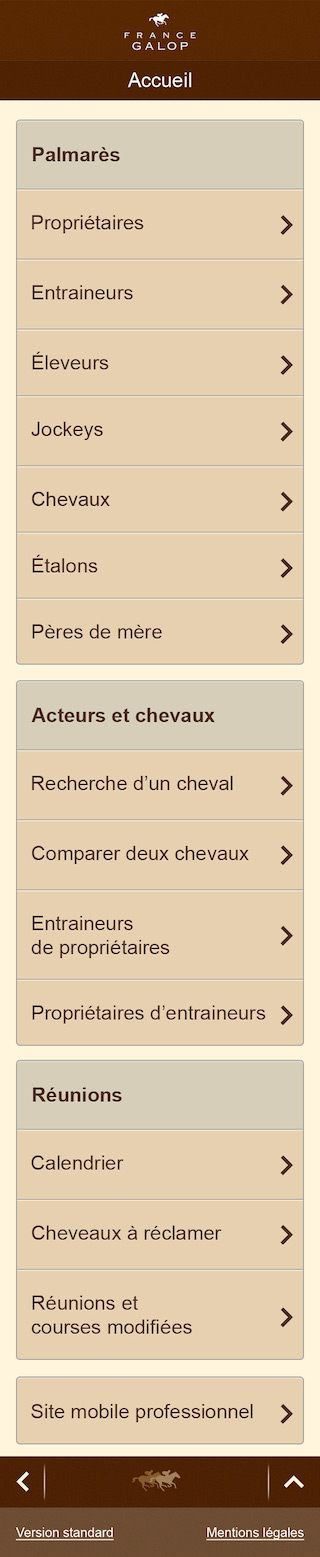 FRANCE
GALOP
Accueil
Palmarès
Propriétaires
Entraineurs
Éleveurs
Jockeys
Chevaux
Étalons
Pères de mère
Acteurs et chevaux
Recherche d’un cheval
Comparer deux chevaux
Entraineurs
de propriétaires
Propriétaires d’entraineurs
Réunions
Calendrier
Cheveaux à réclamer
Réunions et
courses modifiées
Site mobile professionnel
Version standard
Mentions légales